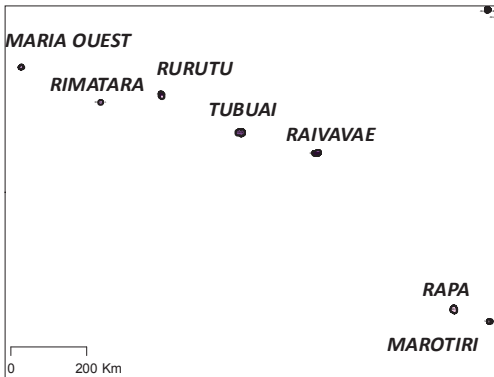 MARIA OUEST
RIMATARA
RURUTU
TUBUAI
RAIVAVAE
RAPA
MAROTIRI
0 200 Km